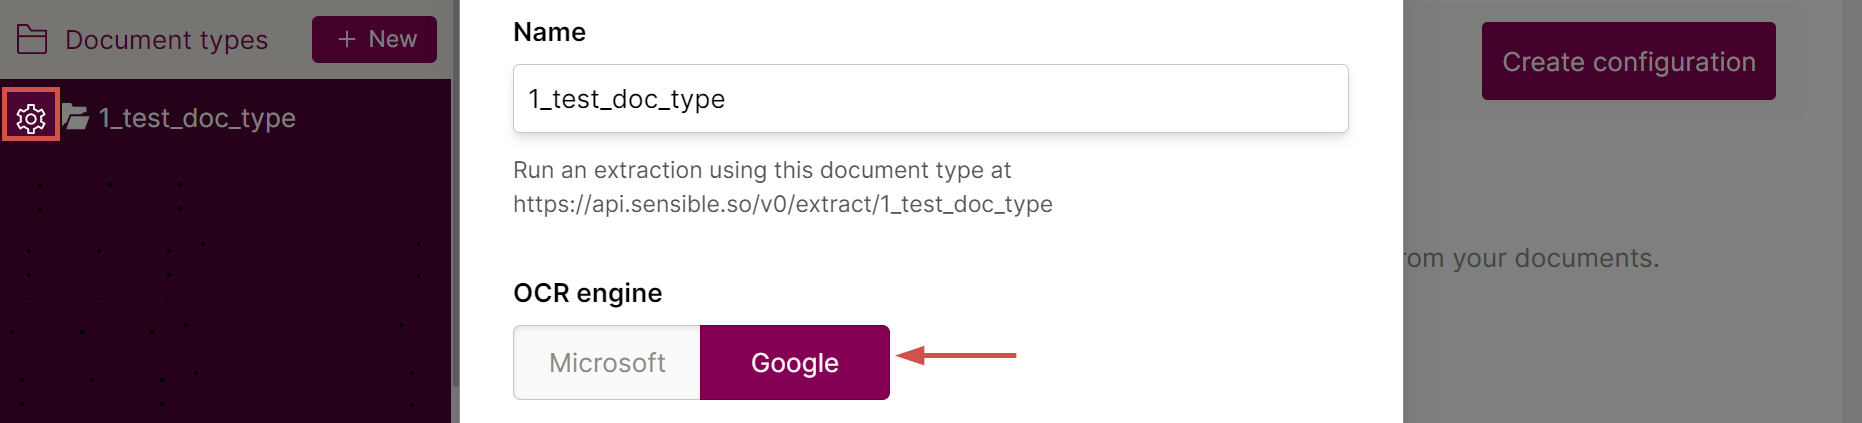 Document types
+ New
1_test_doc_type
Name
1_test_doc_type
Run an extraction using this document type at
https://api.sensible.so/v0/extract/1_test_doc_type
OCR engine
Microsoft
Google
Create configuration
om your documents.